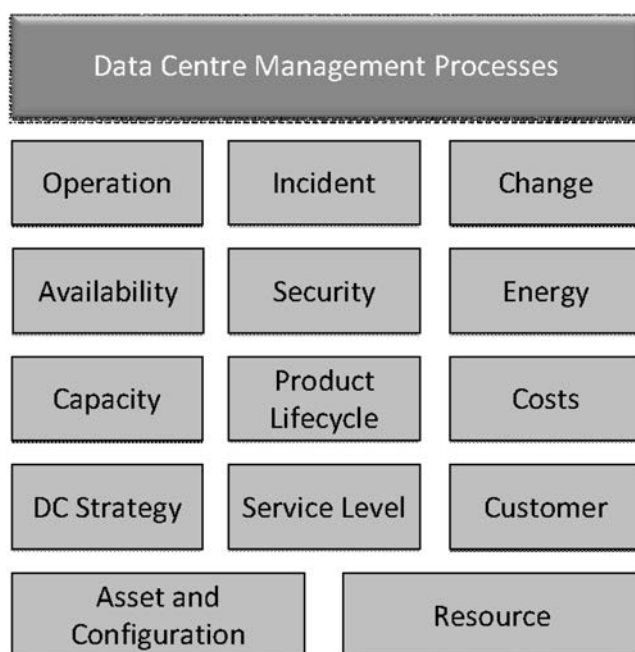 Data Centre Management Processes
Operation
Incident
Change
Availability
Security
Energy
Capacity
Product
Lifecycle
Costs
DC Strategy
Service Level
Customer
Asset and
Configuration
Resource